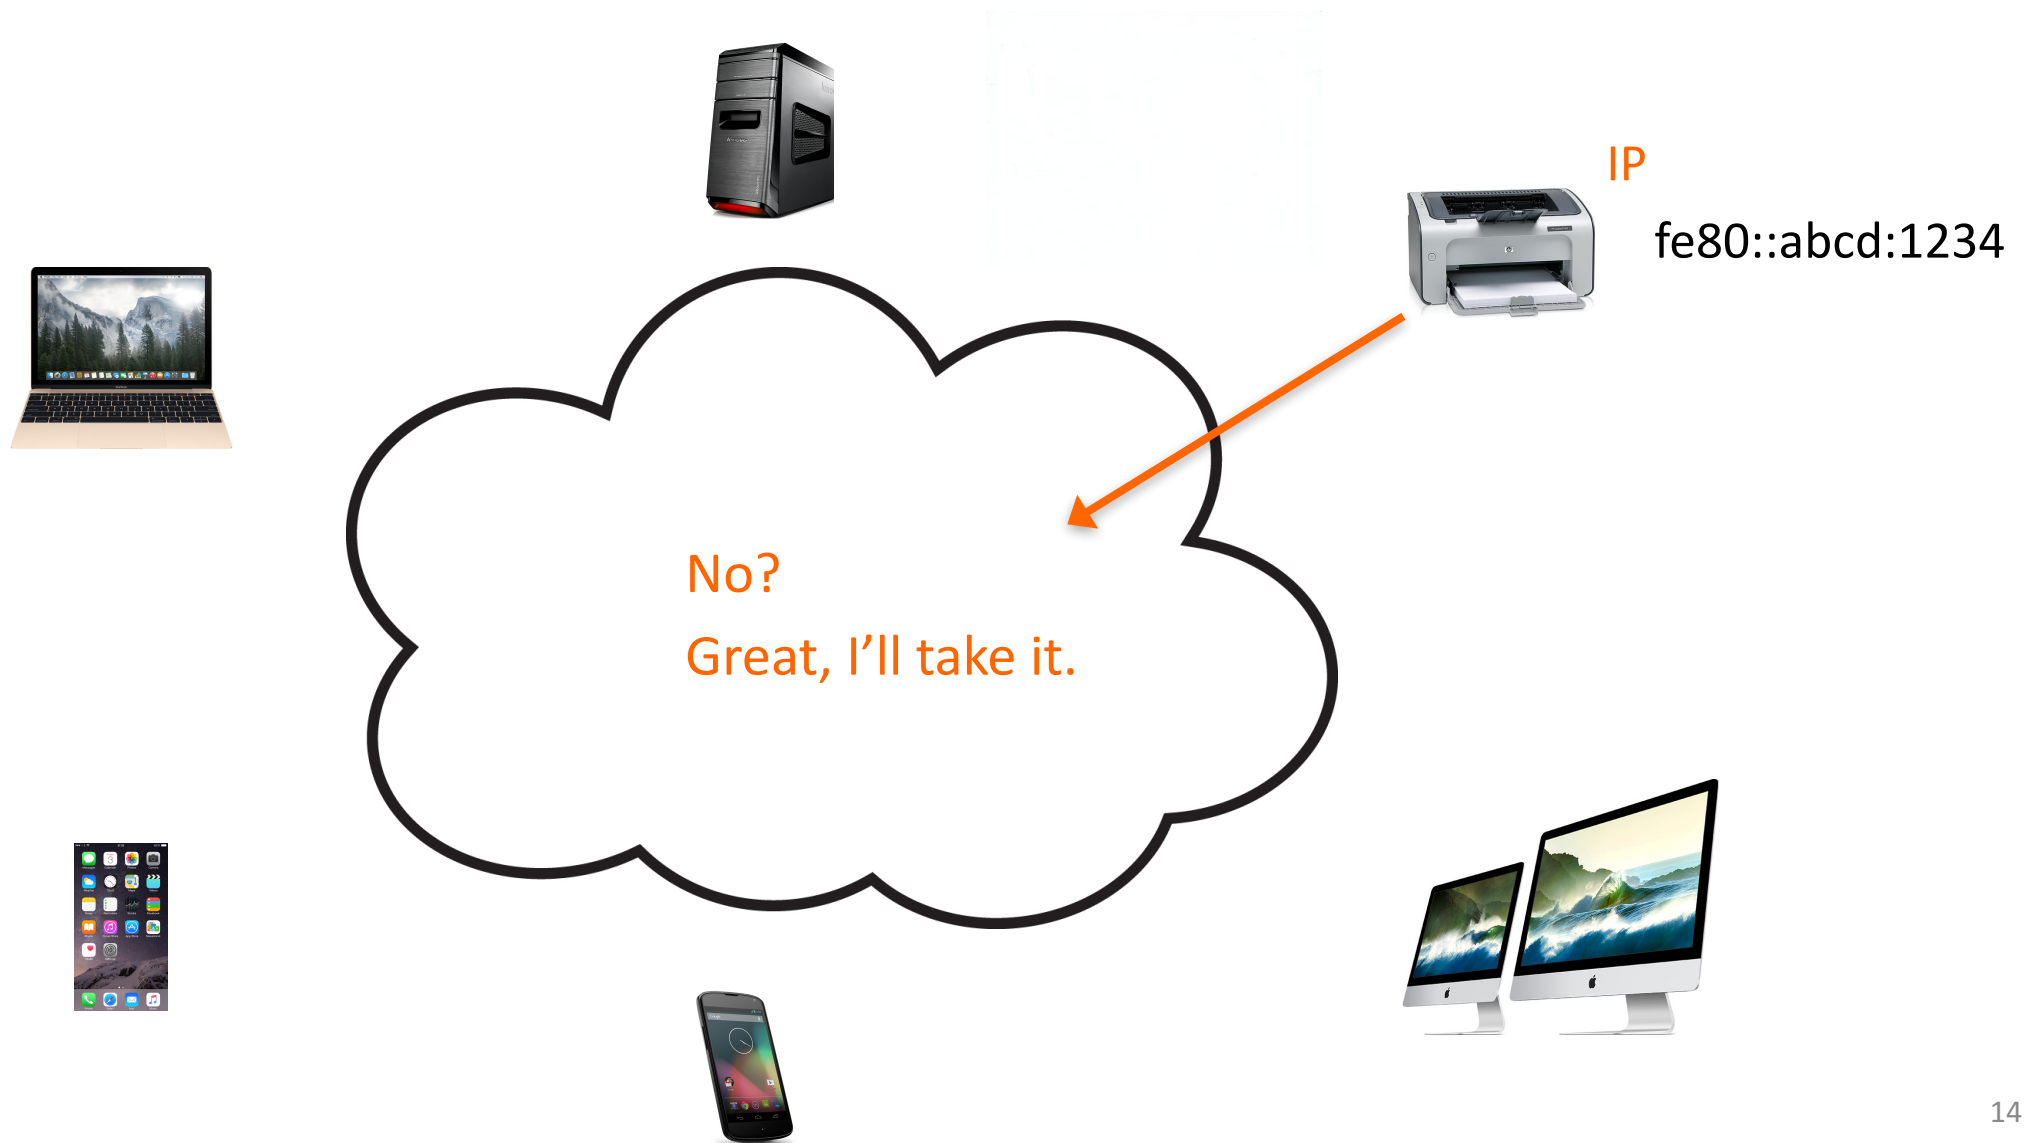 IP
fe80::abcd:1234
No?
Great, I’ll take it.
14